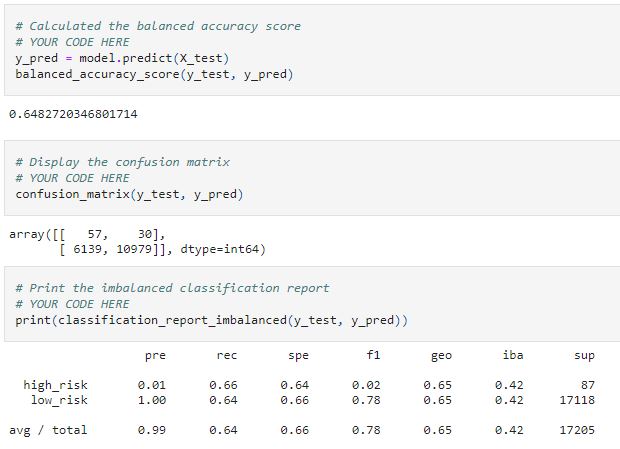 # Calculated the balanced accuracy score
# YOUR CODE HERE
y_pred = model.predict(X_test)
balanced_accuracy_score(y_test, y_pred)
0.6482720346801714
# Display the confusion matrix
# YOUR CODE HERE
confusion_matrix(y_test, y_pred)
array([[   57,    30],
       [ 6139, 10979]], dtype=int64)
# Print the imbalanced classification report
# YOUR CODE HERE
print(classification_report_imbalanced(y_test, y_pred))
pre rec spe f1 geo iba sup
high_risk 0.01 0.66 0.64 0.02 0.65 0.42 87
low_risk 1.00 0.64 0.66 0.78 0.65 0.42 17118
avg / total 0.99 0.64 0.66 0.78 0.65 0.42 17205